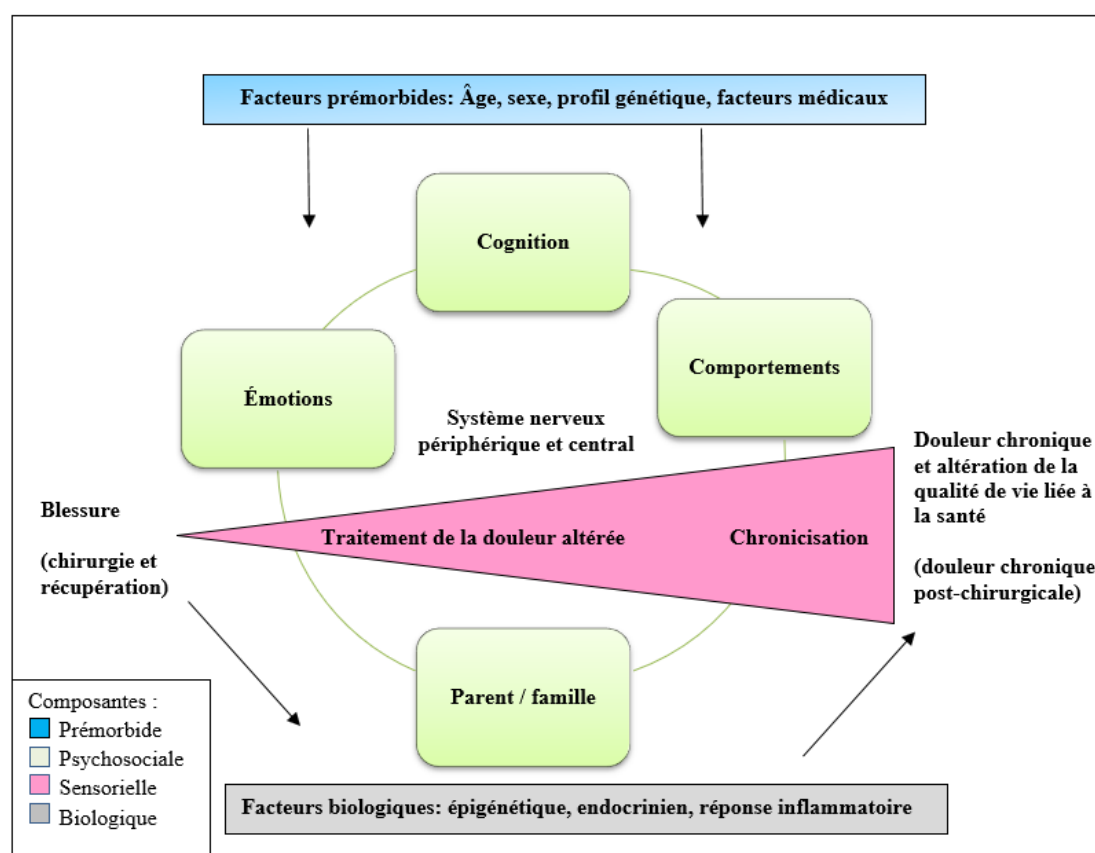 Facteurs prémorbides: Âge, sexe, profil génétique, facteurs médicaux
Cognition
Comportements
Émotions
Système nerveux
périphérique et central
Douleur chronique
et altération de la
qualité de vie liée à
la santé
(douleur chronique
post-chirurgicale)
Blessure
(chirurgie et
récupération)
Traitement de la douleur altérée
Chronicisation
Parent / famille
Composantes :
Prémorbide
Psychosociale
Sensorielle
Biologique
Facteurs biologiques: épigénétique, endocrinien, réponse inflammatoire